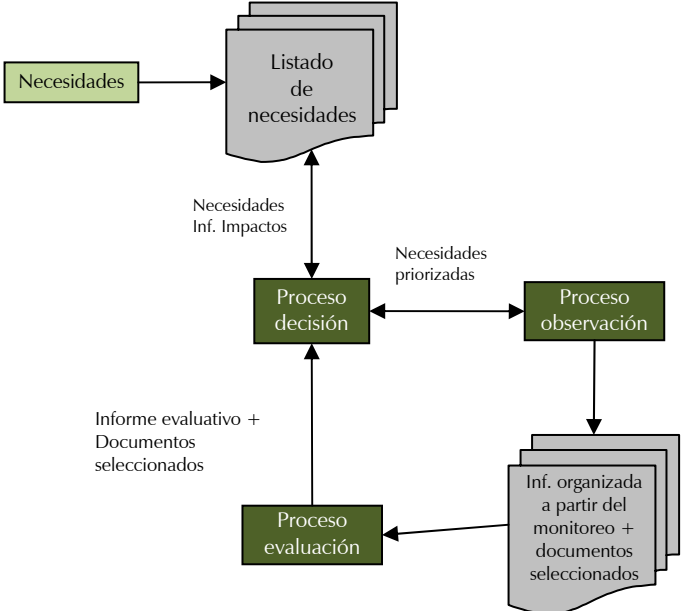 Necesidades
Listado
de
necesidades
Necesidades
Inf. Impactos
Necesidades
priorizadas
Proceso
decisión
Proceso
observación
Informe evaluativo +
Documentos
seleccionados
Inf. organizada
a partir del
monitoreo +
documentos
seleccionados
Proceso
evaluación